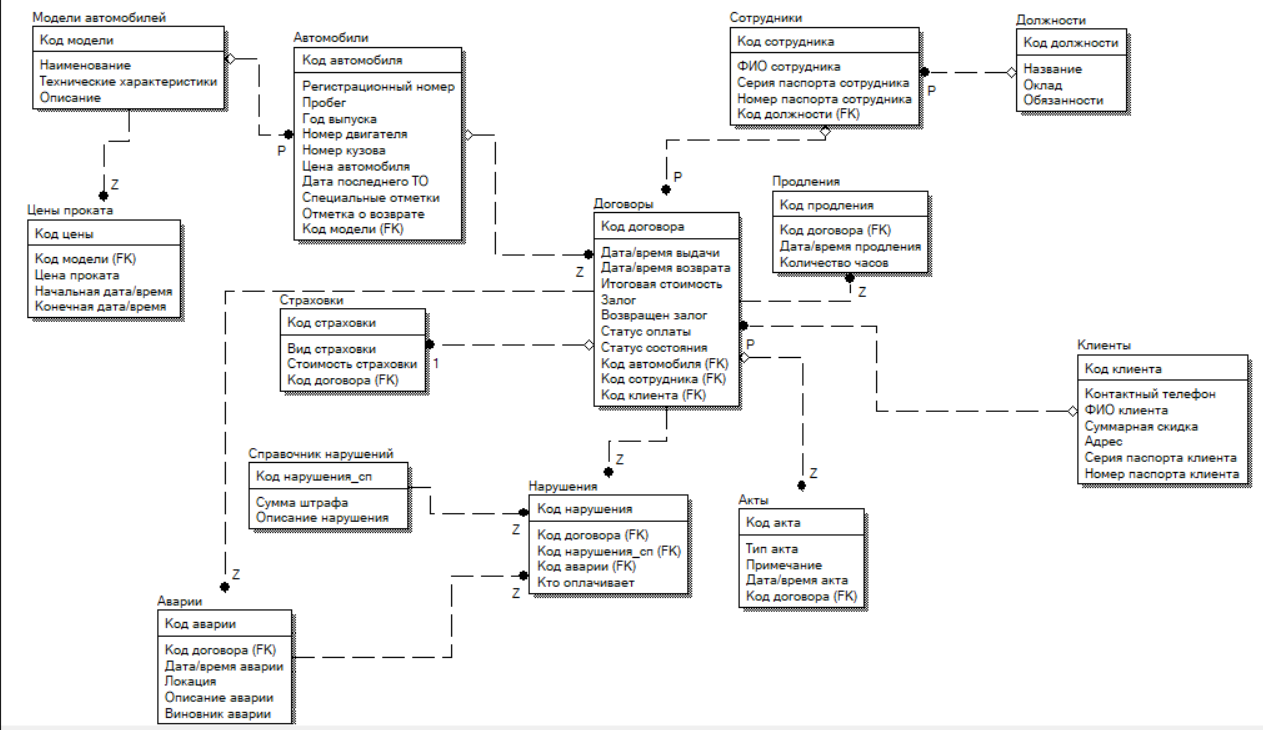 Модели автомобилей
Код модели
Наименование
Технические характеристики
Описание
Автомобили
Код автомобиля
Регистрационный номер
Пробег
Год выпуска
Номер двигателя
Номер кузова
Цена автомобиля
Дата последнего ТО
Специальные отметки
Отметка о возврате
Код модели (FK)
P
Z
Сотрудники
Код сотрудника
ФИО сотрудника
Серия паспорта сотрудника
Номер паспорта сотрудника
Код должности (FK)
P
Должности
Код должности
Название
Оклад
Обязанности
Цены проката
Код цены
Код модели (FK)
Цена проката
Начальная дата/время
Конечная дата/время
P
Договоры
Код договора
Дата/время выдачи
Дата/время возврата
Итоговая стоимость
Залог
Возвращен залог
Статус оплаты
Статус состояния
Код автомобиля (FK)
Код сотрудника (FK)
Код клиента (FK)
Z
P
Продления
Код продления
Код договора (FK)
Дата/время продления
Количество часов
Z
Страховки
Код страховки
Вид страховки
Стоимость страховки
Код договора (FK)
1
Клиенты
Код клиента
Контактный телефон
ФИО клиента
Суммарная скидка
Адрес
Серия паспорта клиента
Номер паспорта клиента
Справочник нарушений
Код нарушения_сп
Сумма штрафа
Описание нарушения
Z
Нарушения
Код нарушения
Код договора (FK)
Код нарушения_сп (FK)
Код аварии (FK)
Кто оплачивает
Z
Z
Z
Акты
Код акта
Тип акта
Примечание
Дата/время акта
Код договора (FK)
Z
Аварии
Код аварии
Код договора (FK)
Дата/время аварии
Локация
Описание аварии
Виновник аварии